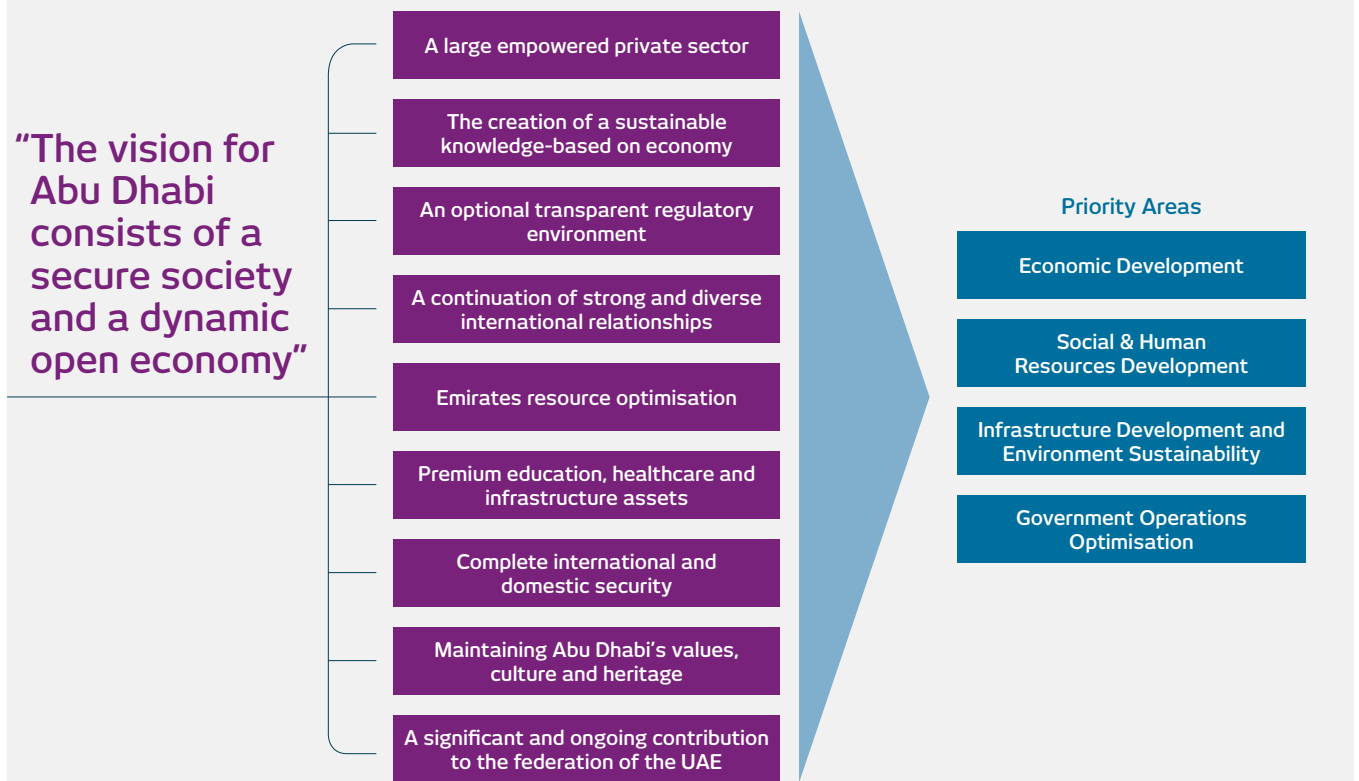 “The vision for
Abu Dhabi
consists of a
secure society
and a dynamic
open economy”
A large empowered private sector
The creation of a sustainable
knowledge-based on economy
An optional transparent regulatory
environment
A continuation of strong and diverse
international relationships
Emirates resource optimisation
Premium education, healthcare and
infrastructure assets
Complete international and
domestic security
Maintaining Abu Dhabi’s values,
culture and heritage
A significant and ongoing contribution
to the federation of the UAE
Priority Areas
Economic Development
Social & Human
Resources Development
Infrastructure Development and
Environment Sustainability
Government Operations
Optimisation